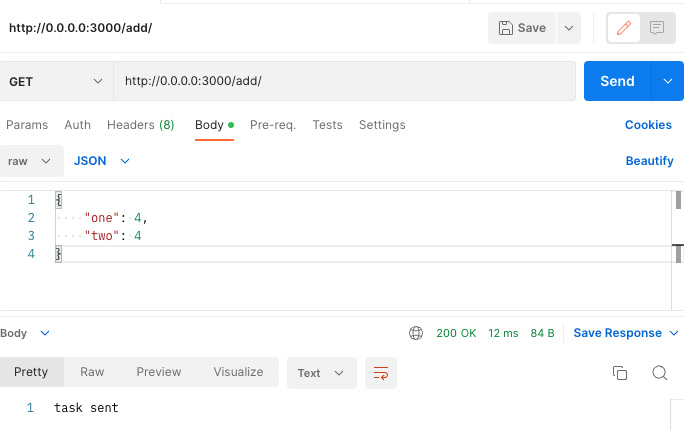 http://0.0.0.0:3000/add/
Save
GET http://0.0.0.0:3000/add/ Send
Params Auth Headers (8) Body Pre-req. Tests Settings Cookies
raw JSON Beautify
1 {
2 "one": 4,
3 "two": 4
4 }
Body 200 OK 12 ms 84 B Save Response
Pretty Raw Preview Visualize Text
1 task sent